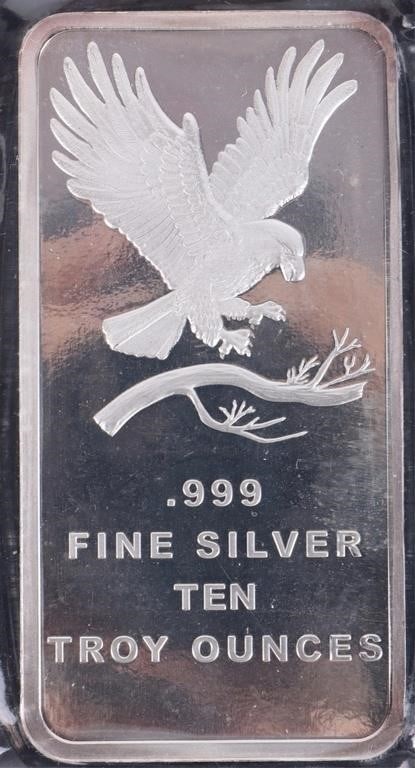 .999
FINE SILVER
TEN
TROY OUNCES